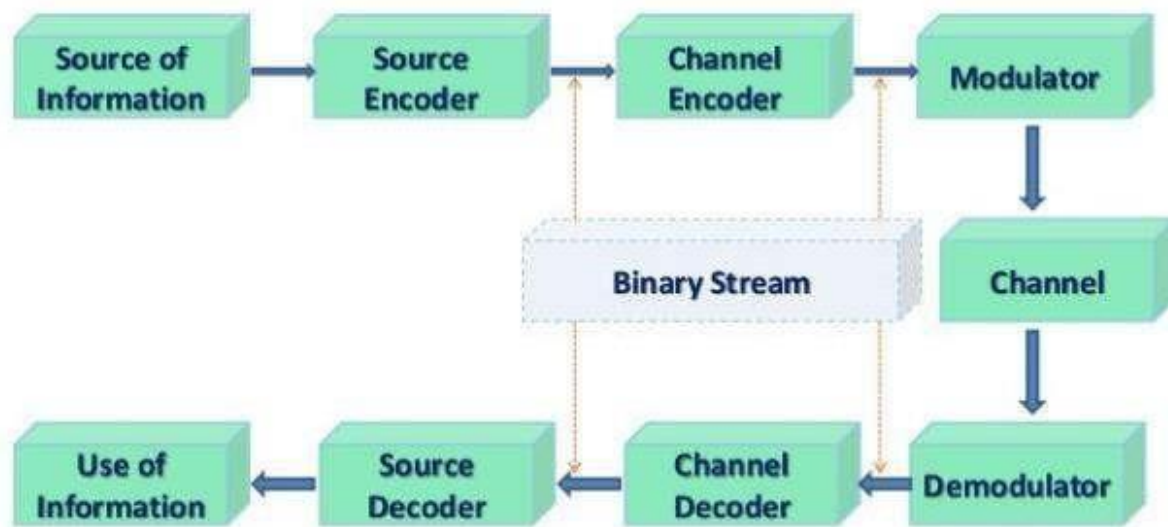 Source of
Information
Source
Encoder
Channel
Encoder
Modulator
Binary Stream
Channel
Use of
Information
Source
Decoder
Channel
Decoder
Demodulator